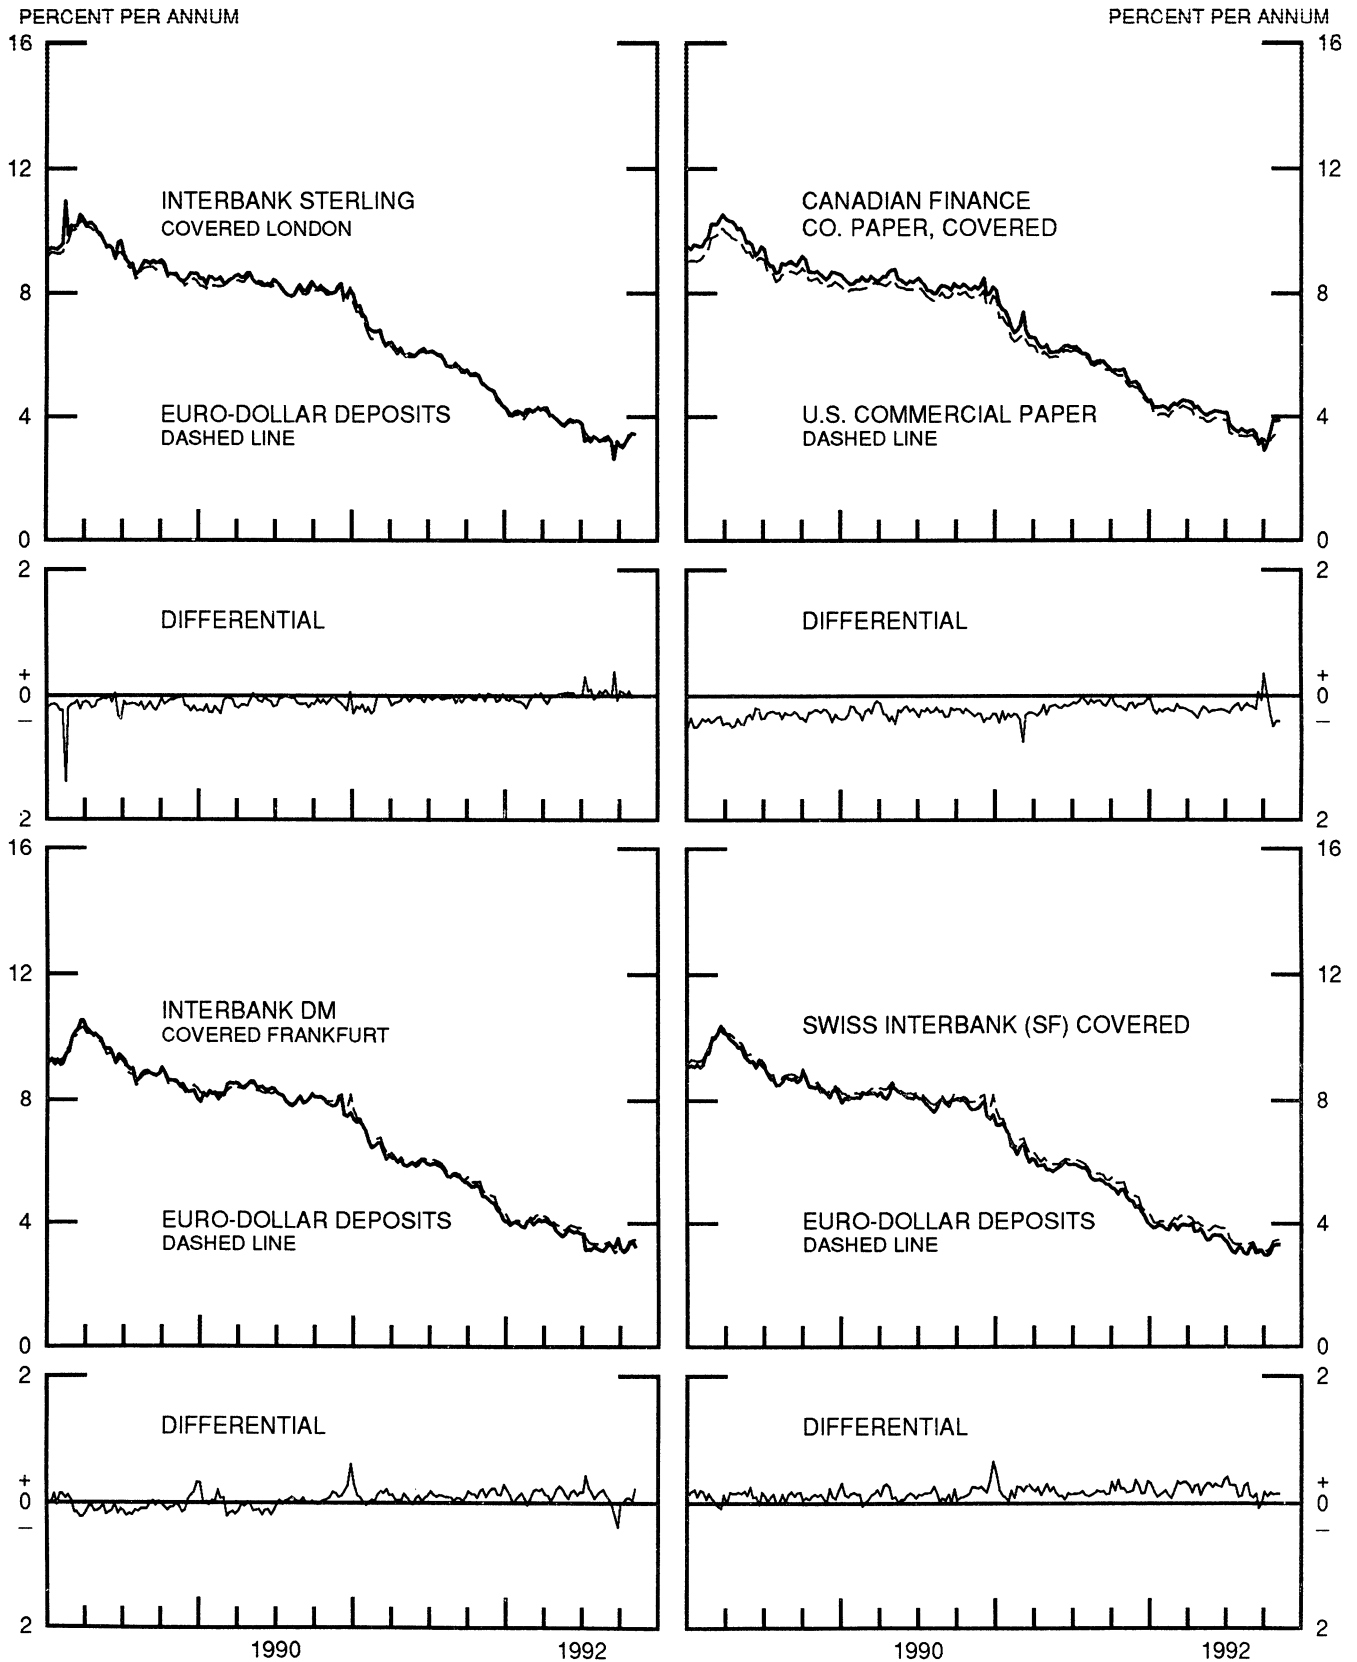 PERCENT PER ANNUM
PERCENT PER ANNUM
16
16
12
12
INTERBANK STERLING
COVERED LONDON
CANADIAN FINANCE
CO. PAPER, COVERED
8
8
EURO-DOLLAR DEPOSITS
DASHED LINE
U.S. COMMERCIAL PAPER
DASHED LINE
4
4
0
0
2
2
DIFFERENTIAL
DIFFERENTIAL
+
0
−
+
0
−
2
2
16
16
12
12
INTERBANK DM
COVERED FRANKFURT
SWISS INTERBANK (SF) COVERED
8
8
EURO-DOLLAR DEPOSITS
DASHED LINE
EURO-DOLLAR DEPOSITS
DASHED LINE
4
4
0
0
2
2
DIFFERENTIAL
DIFFERENTIAL
+
0
−
+
0
−
2
2
1990
1992
1990
1992